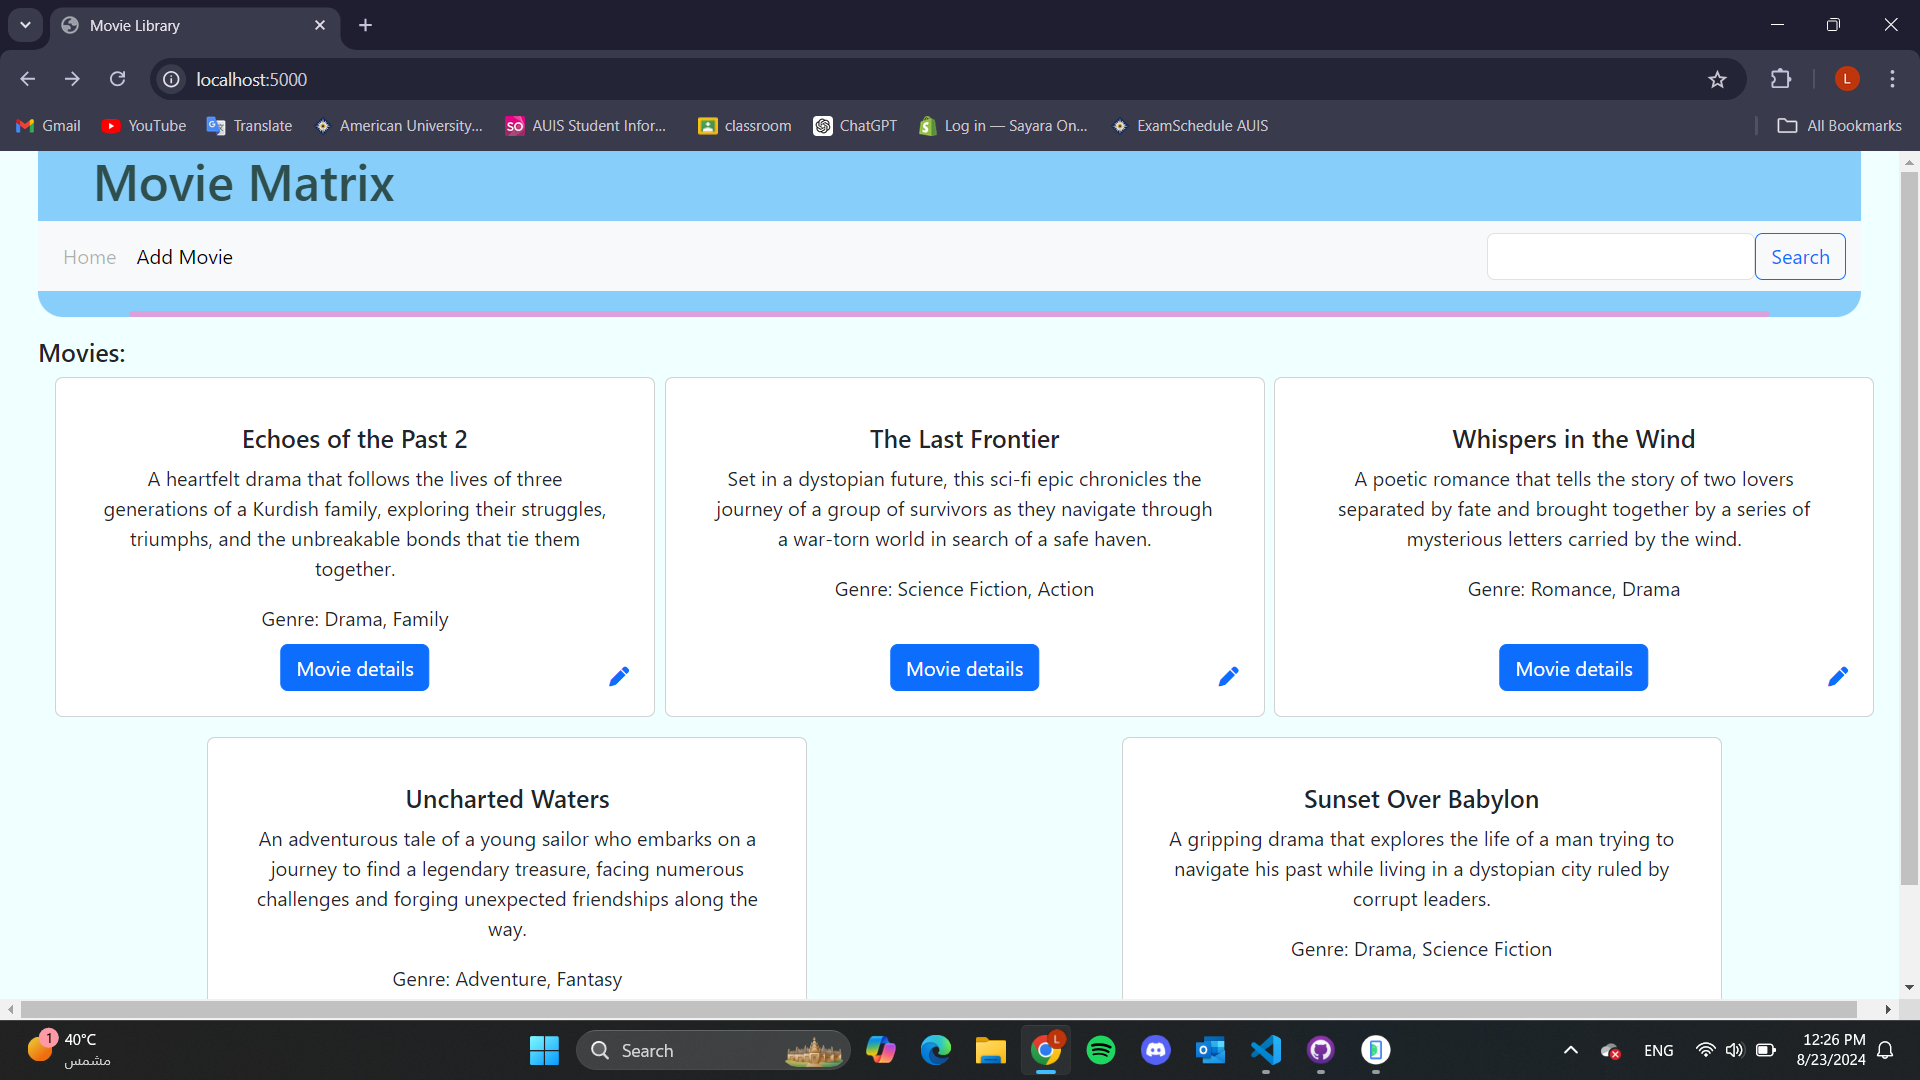 Movie Library
localhost:5000
L
Gmail
YouTube
Translate
American University...
SO
AUIS Student Infor...
classroom
ChatGPT
Log in — Sayara On...
ExamSchedule AUIS
All Bookmarks
Movie Matrix
Home
Add Movie
Search
Movies:
Echoes of the Past 2
A heartfelt drama that follows the lives of three
generations of a Kurdish family, exploring their struggles,
triumphs, and the unbreakable bonds that tie them
together.
Genre: Drama, Family
Movie details
The Last Frontier
Set in a dystopian future, this sci-fi epic chronicles the
journey of a group of survivors as they navigate through
a war-torn world in search of a safe haven.
Genre: Science Fiction, Action
Movie details
Whispers in the Wind
A poetic romance that tells the story of two lovers
separated by fate and brought together by a series of
mysterious letters carried by the wind.
Genre: Romance, Drama
Movie details
Uncharted Waters
An adventurous tale of a young sailor who embarks on a
journey to find a legendary treasure, facing numerous
challenges and forging unexpected friendships along the
way.
Genre: Adventure, Fantasy
Sunset Over Babylon
A gripping drama that explores the life of a man trying to
navigate his past while living in a dystopian city ruled by
corrupt leaders.
Genre: Drama, Science Fiction
1
40°C
مشمس
Search
L
ENG
12:26 PM
8/23/2024